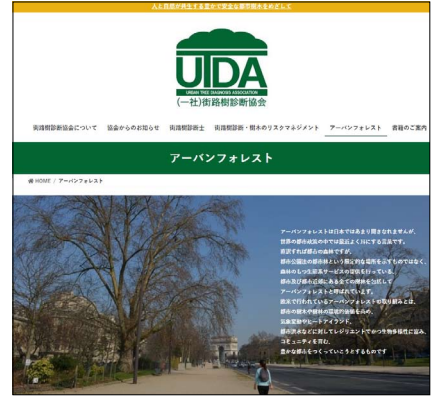 人と自然が共生する豊かで安全な都市樹木をめざして
UTDA
URBAN TREE DIAGNOSIS ASSOCIATION
(一社)街路樹診断協会
街路樹診断協会について 協会からのお知らせ 街路樹診断士 街路樹診断・樹木のリスクマネジメント アーバンフォレスト 書籍のご案内
アーバンフォレスト
HOME / アーバンフォレスト
アーバンフォレストは日本ではあまり聞きなれませんが、
世界の都市政策の中では最近よく耳にする言葉です。
直訳すれば都市の森林ですが、
都市公園法の都市林という限定的な場所を示すものではなく、
森林のもつ生態系サービスの提供を行っている、
都市及び都市近郊にある全ての樹林を包括して
アーバンフォレストと呼ばれています。
欧米で行われているアーバンフォレストの取り組みとは、
都市の樹木や樹林の環境的価値を高め、
気候変動やヒートアイランド、
都市洪水などに対してレジリエントでかつ生物多様性に富み、
コミュニティを育む、
豊かな都市をつくっていこうとするものです